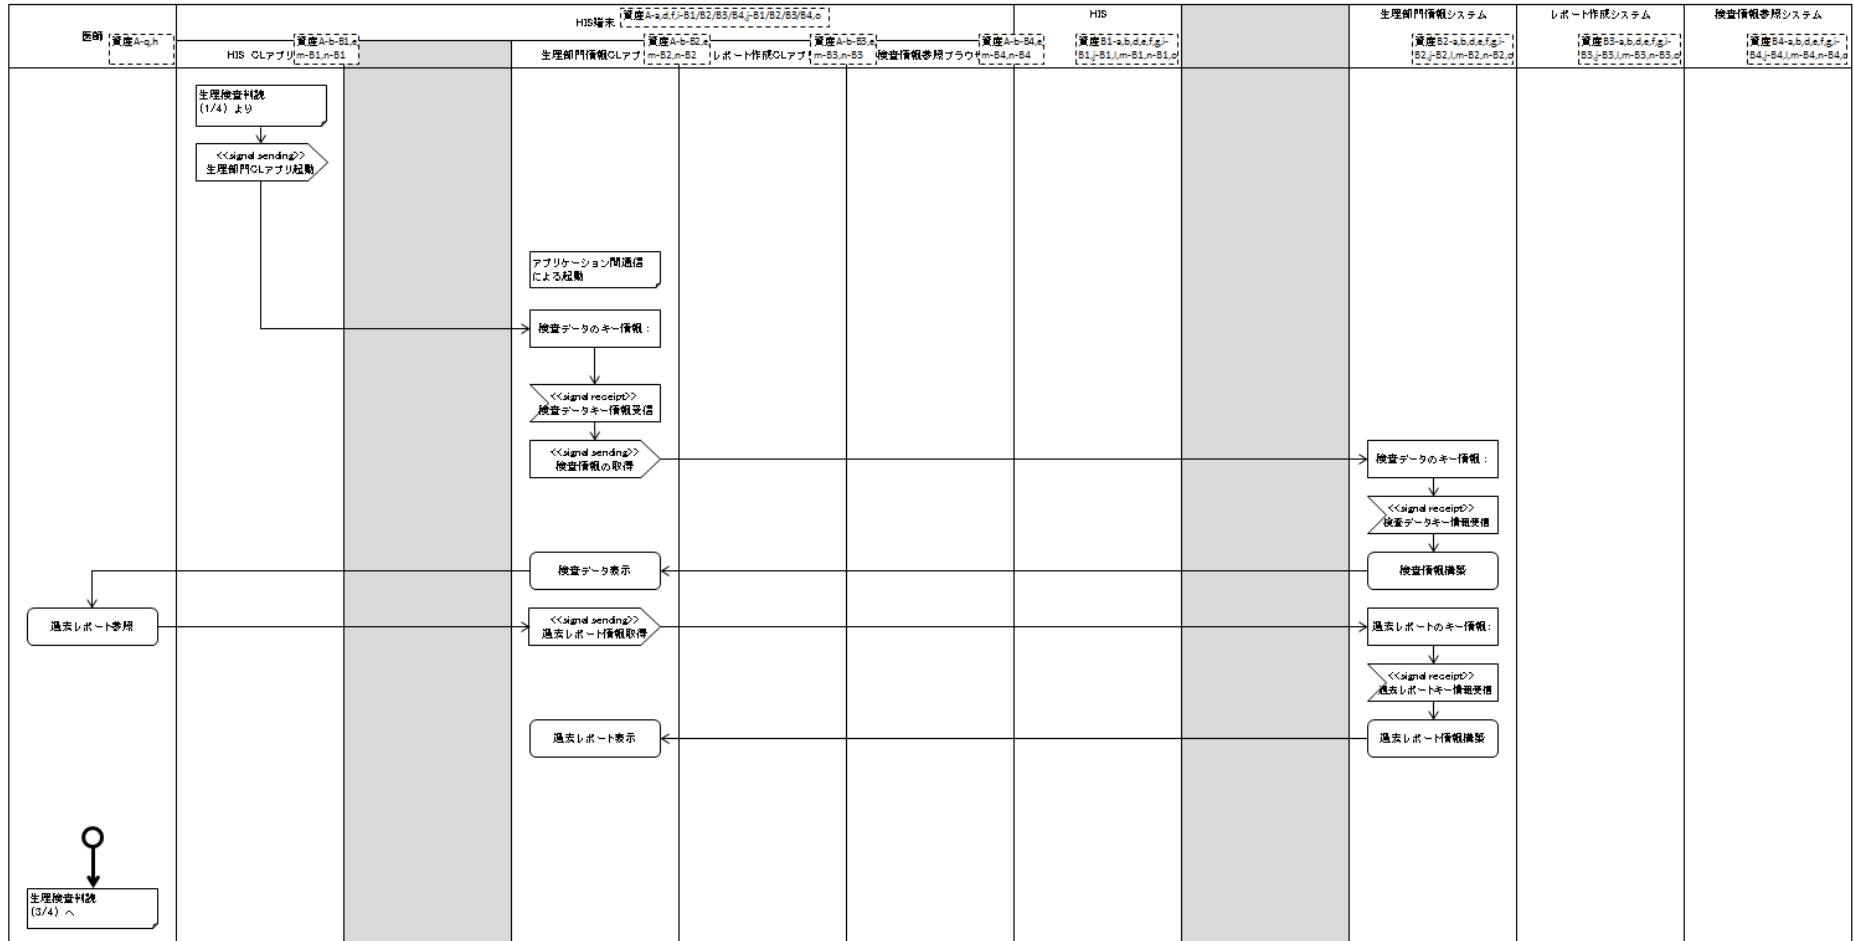 医師
資産A-q,h
HIS端末
資産A-a,d,f,i-B1/B2/B3/B4,j-B1/B2/B3/B4,o
HIS CLアプリ
資産A-b-B1,e
m-B1,n-B1
生理部門情報CLアプ
資産A-b-B2,e
m-B2,n-B2
レポート作成CLアプ
資産A-b-B3,e
m-B3,n-B3
検査情報参照ブラウ
資産A-b-B4,e
m-B4,n-B4
HIS
資産B1-a,b,d,e,f,g,i-
B1,j-B1,l,m-B1,n-B1,o
生理部門情報システム
資産B2-a,b,d,e,f,g,i-
B2,j-B2,l,m-B2,n-B2,o
レポート作成システム
資産B3-a,b,d,e,f,g,i-
B3,j-B3,l,m-B3,n-B3,o
検査情報参照システム
資産B4-a,b,d,e,f,g,i-
B4,j-B4,l,m-B4,n-B4,o
生理検査判読
(1/4) より
<<signal sending>>
生理部門CLアプリ起動
アプリケーション間通信
による起動
検査データのキー情報：
<<signal receipt>>
検査データキー情報受信
<<signal sending>>
検査情報の取得
検査データのキー情報：
<<signal receipt>>
検査データキー情報受信
検査データ表示
検査情報構築
過去レポート参照
<<signal sending>>
過去レポート情報取得
過去レポートのキー情報：
<<signal receipt>>
過去レポートキー情報受信
過去レポート表示
過去レポート情報構築
生理検査判読
(3/4) へ